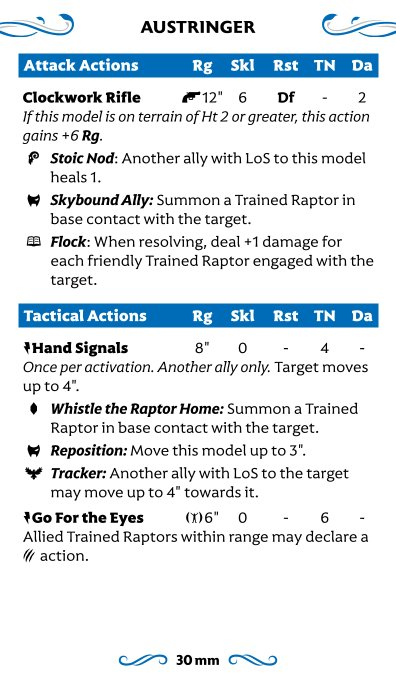 AUSTRINGER
Attack Actions Rg Skl Rst TN Da
Clockwork Rifle 12" 6 Df - 2
If this model is on terrain of Ht 2 or greater, this action
gains +6 Rg.
Stoic Nod: Another ally with LoS to this model
heals 1.
Skybound Ally: Summon a Trained Raptor in
base contact with the target.
Flock: When resolving, deal +1 damage for
each friendly Trained Raptor engaged with the
target.
Tactical Actions Rg Skl Rst TN Da
Hand Signals 8" 0 - 4 -
Once per activation. Another ally only. Target moves
up to 4".
Whistle the Raptor Home: Summon a Trained
Raptor in base contact with the target.
Reposition: Move this model up to 3".
Tracker: Another ally with LoS to the target
may move up to 4" towards it.
Go For the Eyes 6" 0 - 6 -
Allied Trained Raptors within range may declare a
action.
30 mm